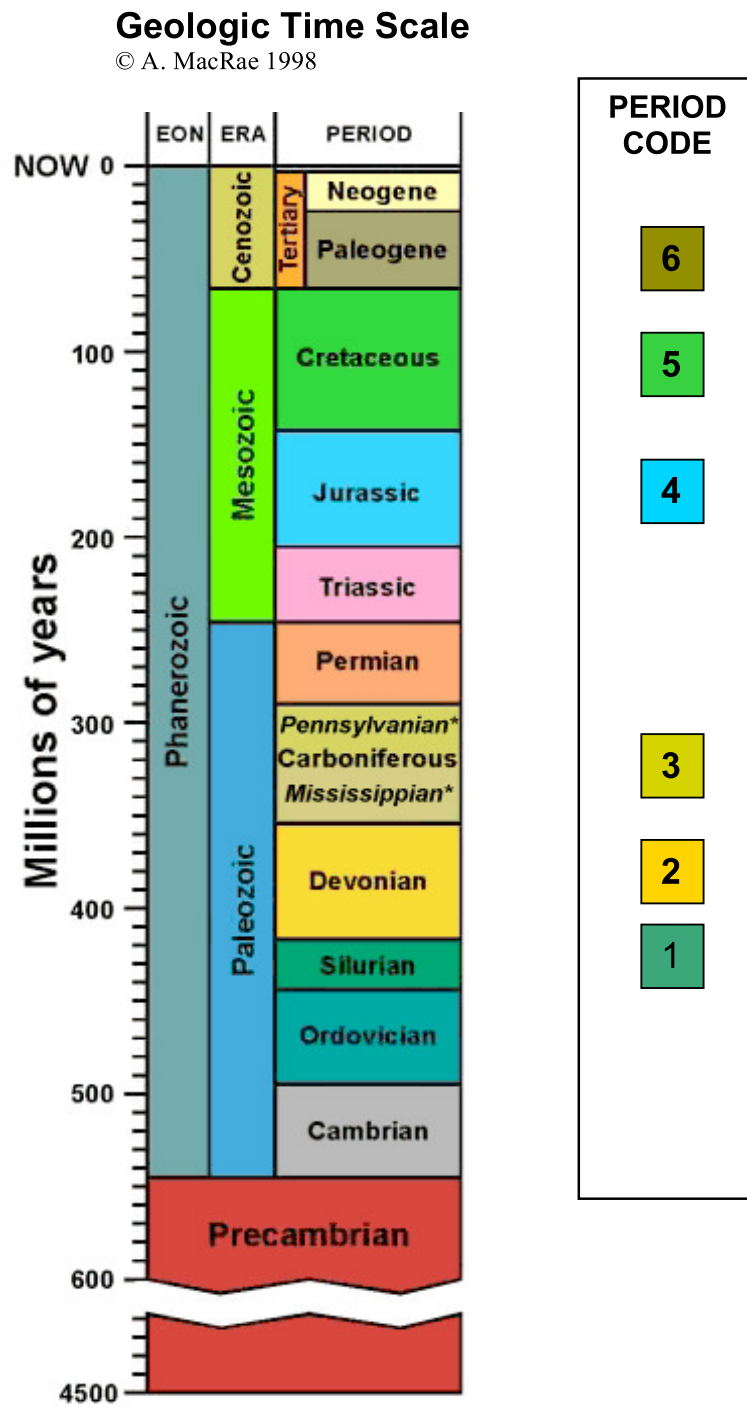 Geologic Time Scale
© A. MacRae 1998
PERIOD
CODE
EON
ERA
PERIOD
NOW 0
100
200
300
400
500
600
4500
Millions of years
Phanerozoic
Cenozoic
Mesozoic
Paleozoic
Tertiary
Neogene
Paleogene
Cretaceous
Jurassic
Triassic
Permian
Pennsylvanian*
Carboniferous
Mississippian*
Devonian
Silurian
Ordovician
Cambrian
Precambrian
6
5
4
3
2
1